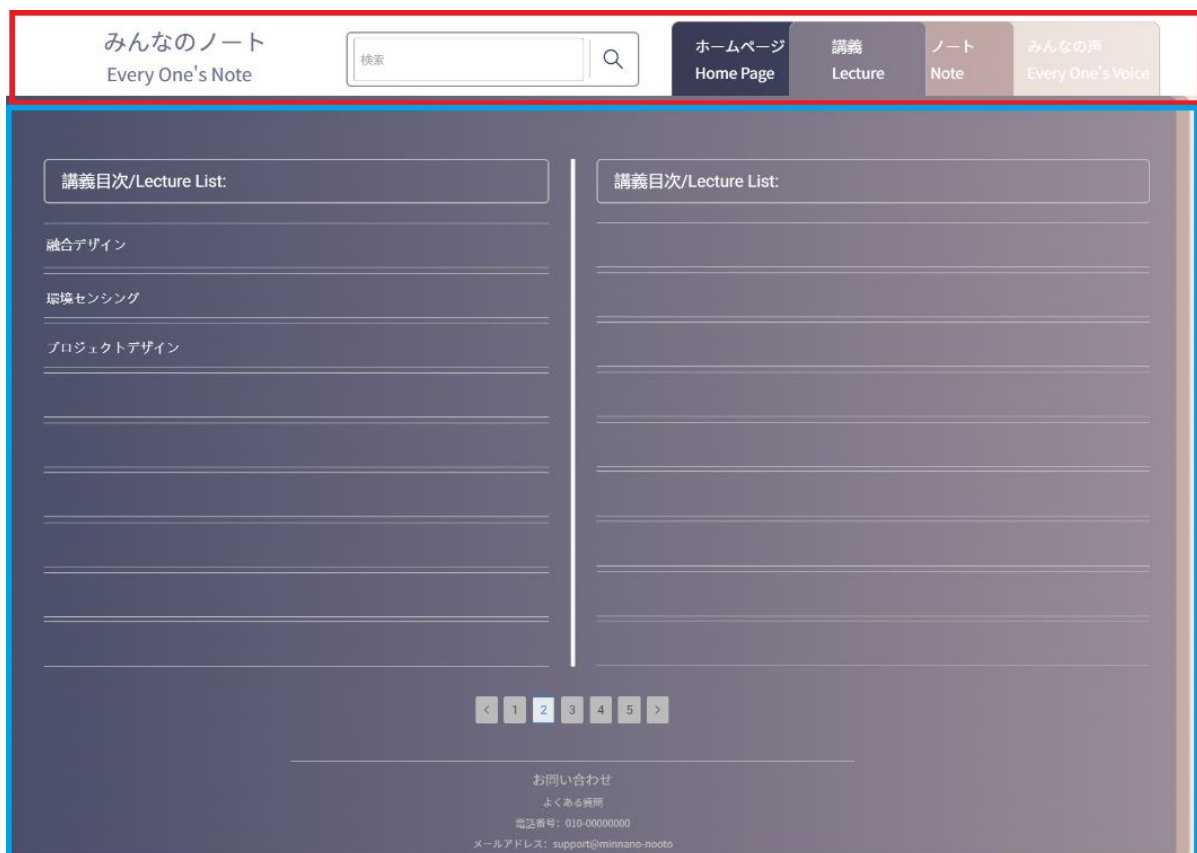 みんなのノート
Every One's Note
検索
ホームページ
Home Page
講義
Lecture
ノート
Note
みんなの声
Every One's Voice
講義目次/Lecture List:
融合デザイン
環境センシング
プロジェクトデザイン
講義目次/Lecture List:
< 1 2 3 4 5 >
お問い合わせ
よくある質問
電話番号：010-00000000
メールアドレス：support@minnano-nooto